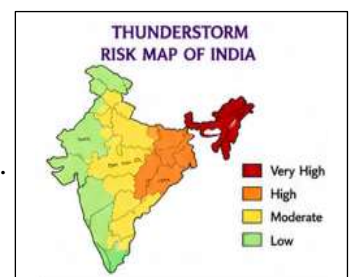 THUNDERSTORM
RISK MAP OF INDIA
Very High
High
Moderate
Low